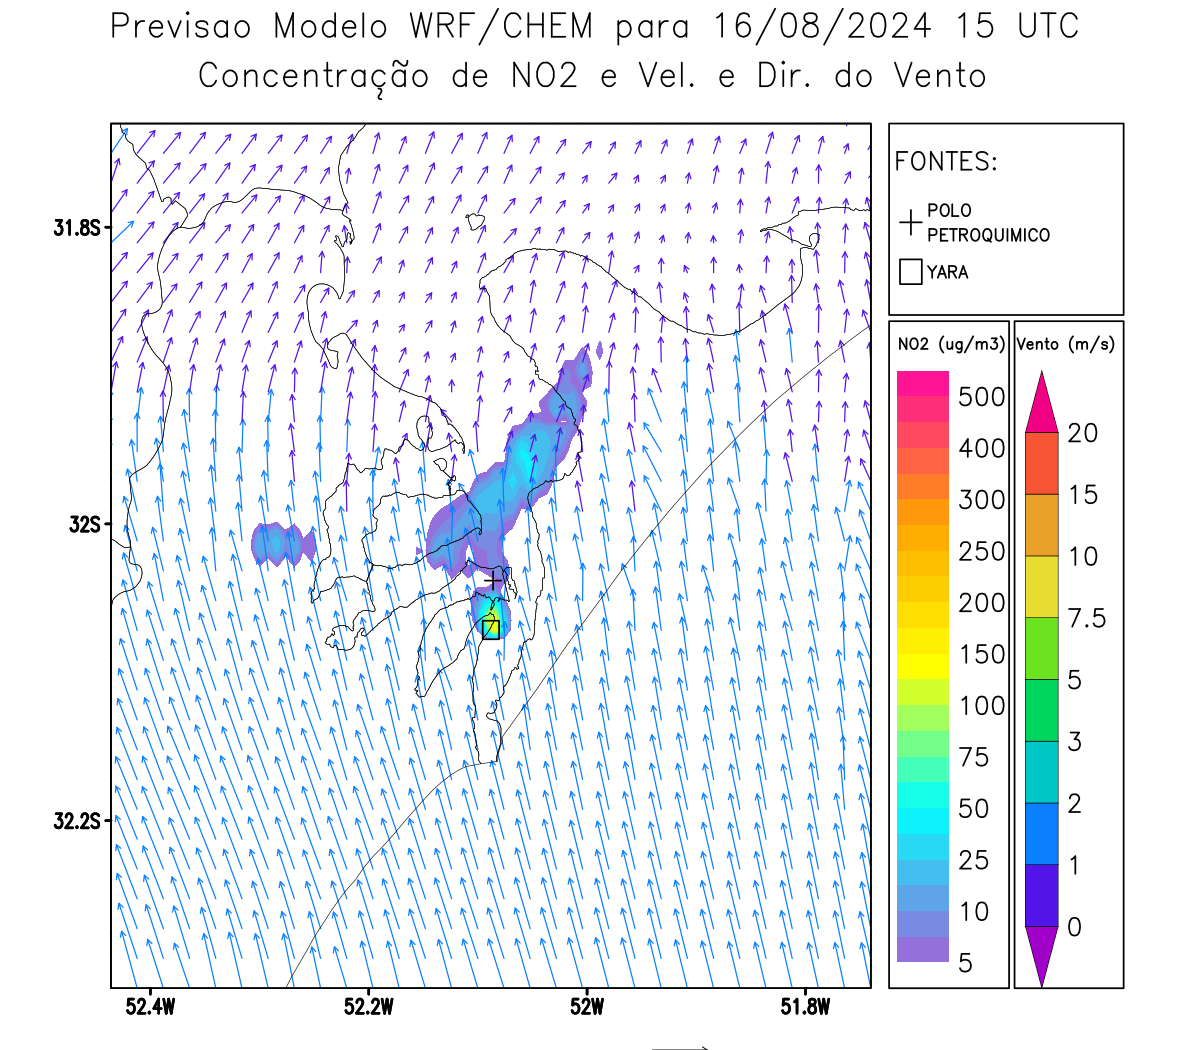 Previsao Modelo WRF/CHEM para 16/08/2024 15 UTC
Concentração de NO2 e Vel. e Dir. do Vento
FONTES:
POLO
PETROQUIMICO
YARA
31.8S
32S
32.2S
52.4W
52.2W
52W
51.8W
NO2 (ug/m3)
500
400
300
250
200
150
100
75
50
25
10
5
Vento (m/s)
20
15
10
7.5
5
3
2
1
0